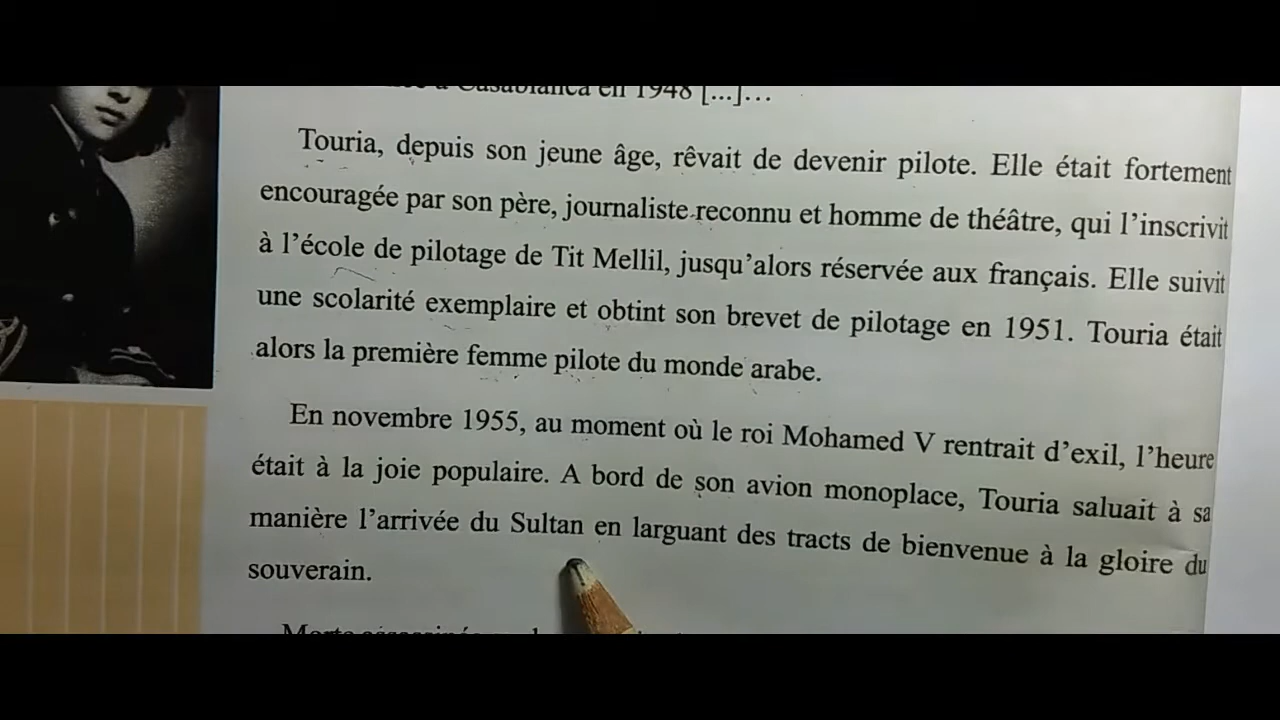 à Casablanca en 1948 [...]...
Touria, depuis son jeune âge, rêvait de devenir pilote. Elle était fortement
encouragée par son père, journaliste reconnu et homme de théâtre, qui l'inscrivit
à l'école de pilotage de Tit Mellil, jusqu'alors réservée aux français. Elle suivit
une scolarité exemplaire et obtint son brevet de pilotage en 1951. Touria était
alors la première femme pilote du monde arabe.
En novembre 1955, au moment où le roi Mohamed V rentrait d'exil, l'heure
était à la joie populaire. A bord de son avion monoplace, Touria saluait à sa
manière l'arrivée du Sultan en larguant des tracts de bienvenue à la gloire du
souverain.